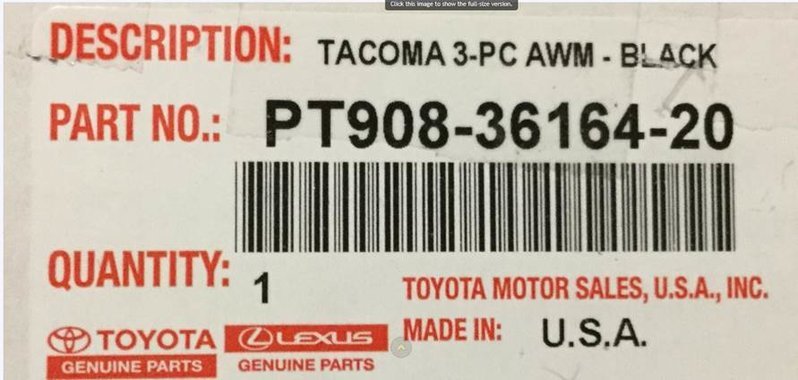 Click this image to show the full-size version.
DESCRIPTION: TACOMA 3-PC AWM - BLACK
PART NO.: PT908-36164-20
QUANTITY: 1
TOYOTA MOTOR SALES, U.S.A., INC.
MADE IN: U.S.A.
TOYOTA
GENUINE PARTS
LEXUS
GENUINE PARTS